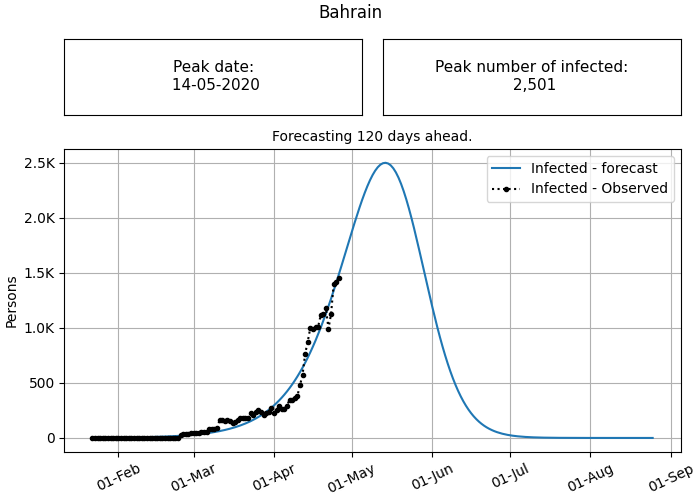 Bahrain
Peak date:
14-05-2020
Peak number of infected:
2,501
Forecasting 120 days ahead.
Infected - forecast
Infected - Observed
2.5K
2.0K
1.5K
1.0K
500
0
Persons
01-Feb
01-Mar
01-Apr
01-May
01-Jun
01-Jul
01-Aug
01-Sep